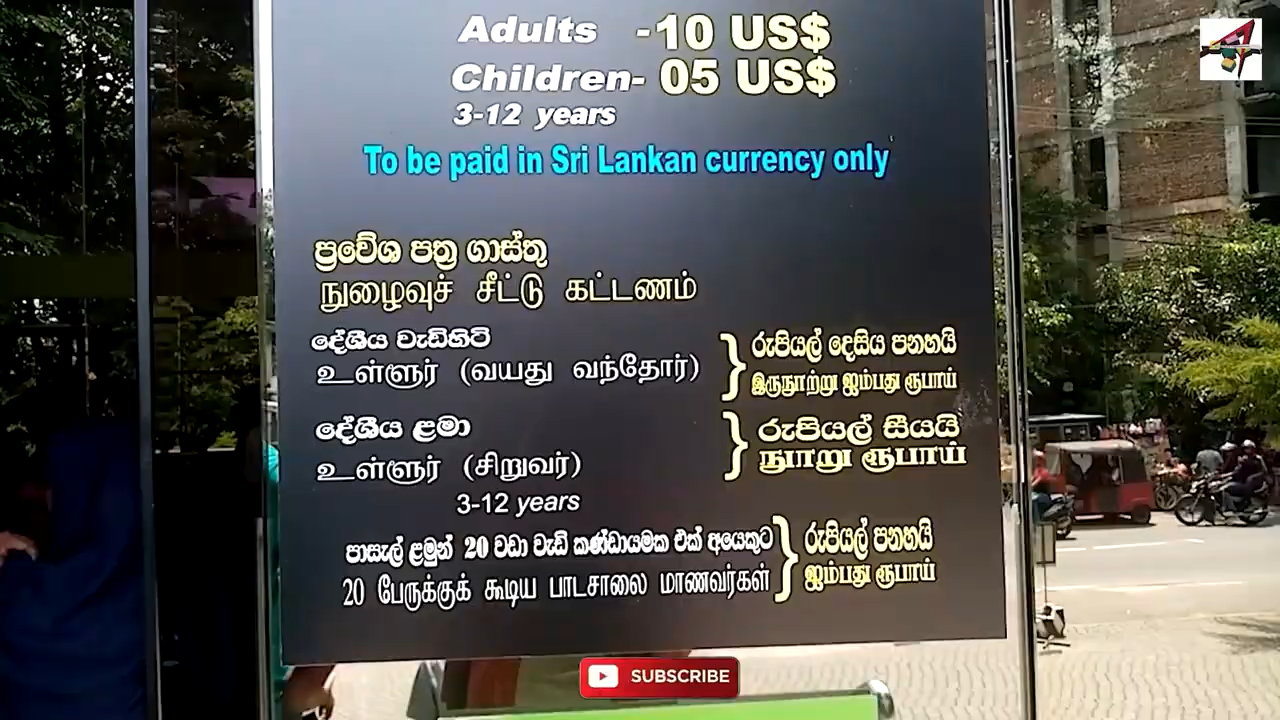 Adults -10 US$
Children- 05 US$
3-12 years
To be paid in Sri Lankan currency only
ප්‍රවේශ පත්‍ර ගාස්තු
நுழைவுச் சீட்டு கட்டணம்
දේශීය වැඩිහිටි
உள்ளூர் (வயது வந்தோர்)
රුපියල් දෙසිය පනහයි
இருநூற்று ஐம்பது ரூபாய்
දේශීය ළමා
உள்ளூர் (சிறுவர்)
3-12 years
රුපියල් සීයයි
நூறு ரூபாய்
පාසැල් ළමුන් 20 වඩා වැඩි කණ්ඩායමක එක් අයෙකුට
20 பேருக்குக் கூடிய பாடசாலை மாணவர்கள்
රුපියල් පනහයි
ஐம்பது ரூபாய்
SUBSCRIBE